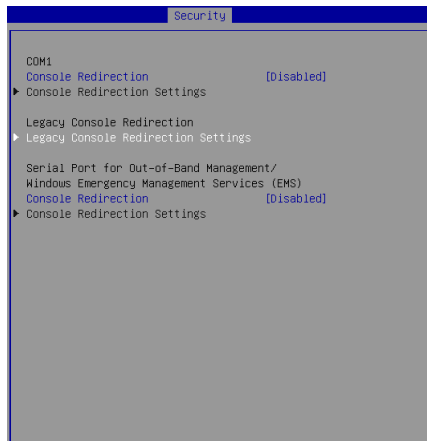 Security
COM1
Console Redirection [Disabled]
Console Redirection Settings
Legacy Console Redirection
Legacy Console Redirection Settings
Serial Port for Out-of-Band Management/
Windows Emergency Management Services (EMS)
Console Redirection [Disabled]
Console Redirection Settings